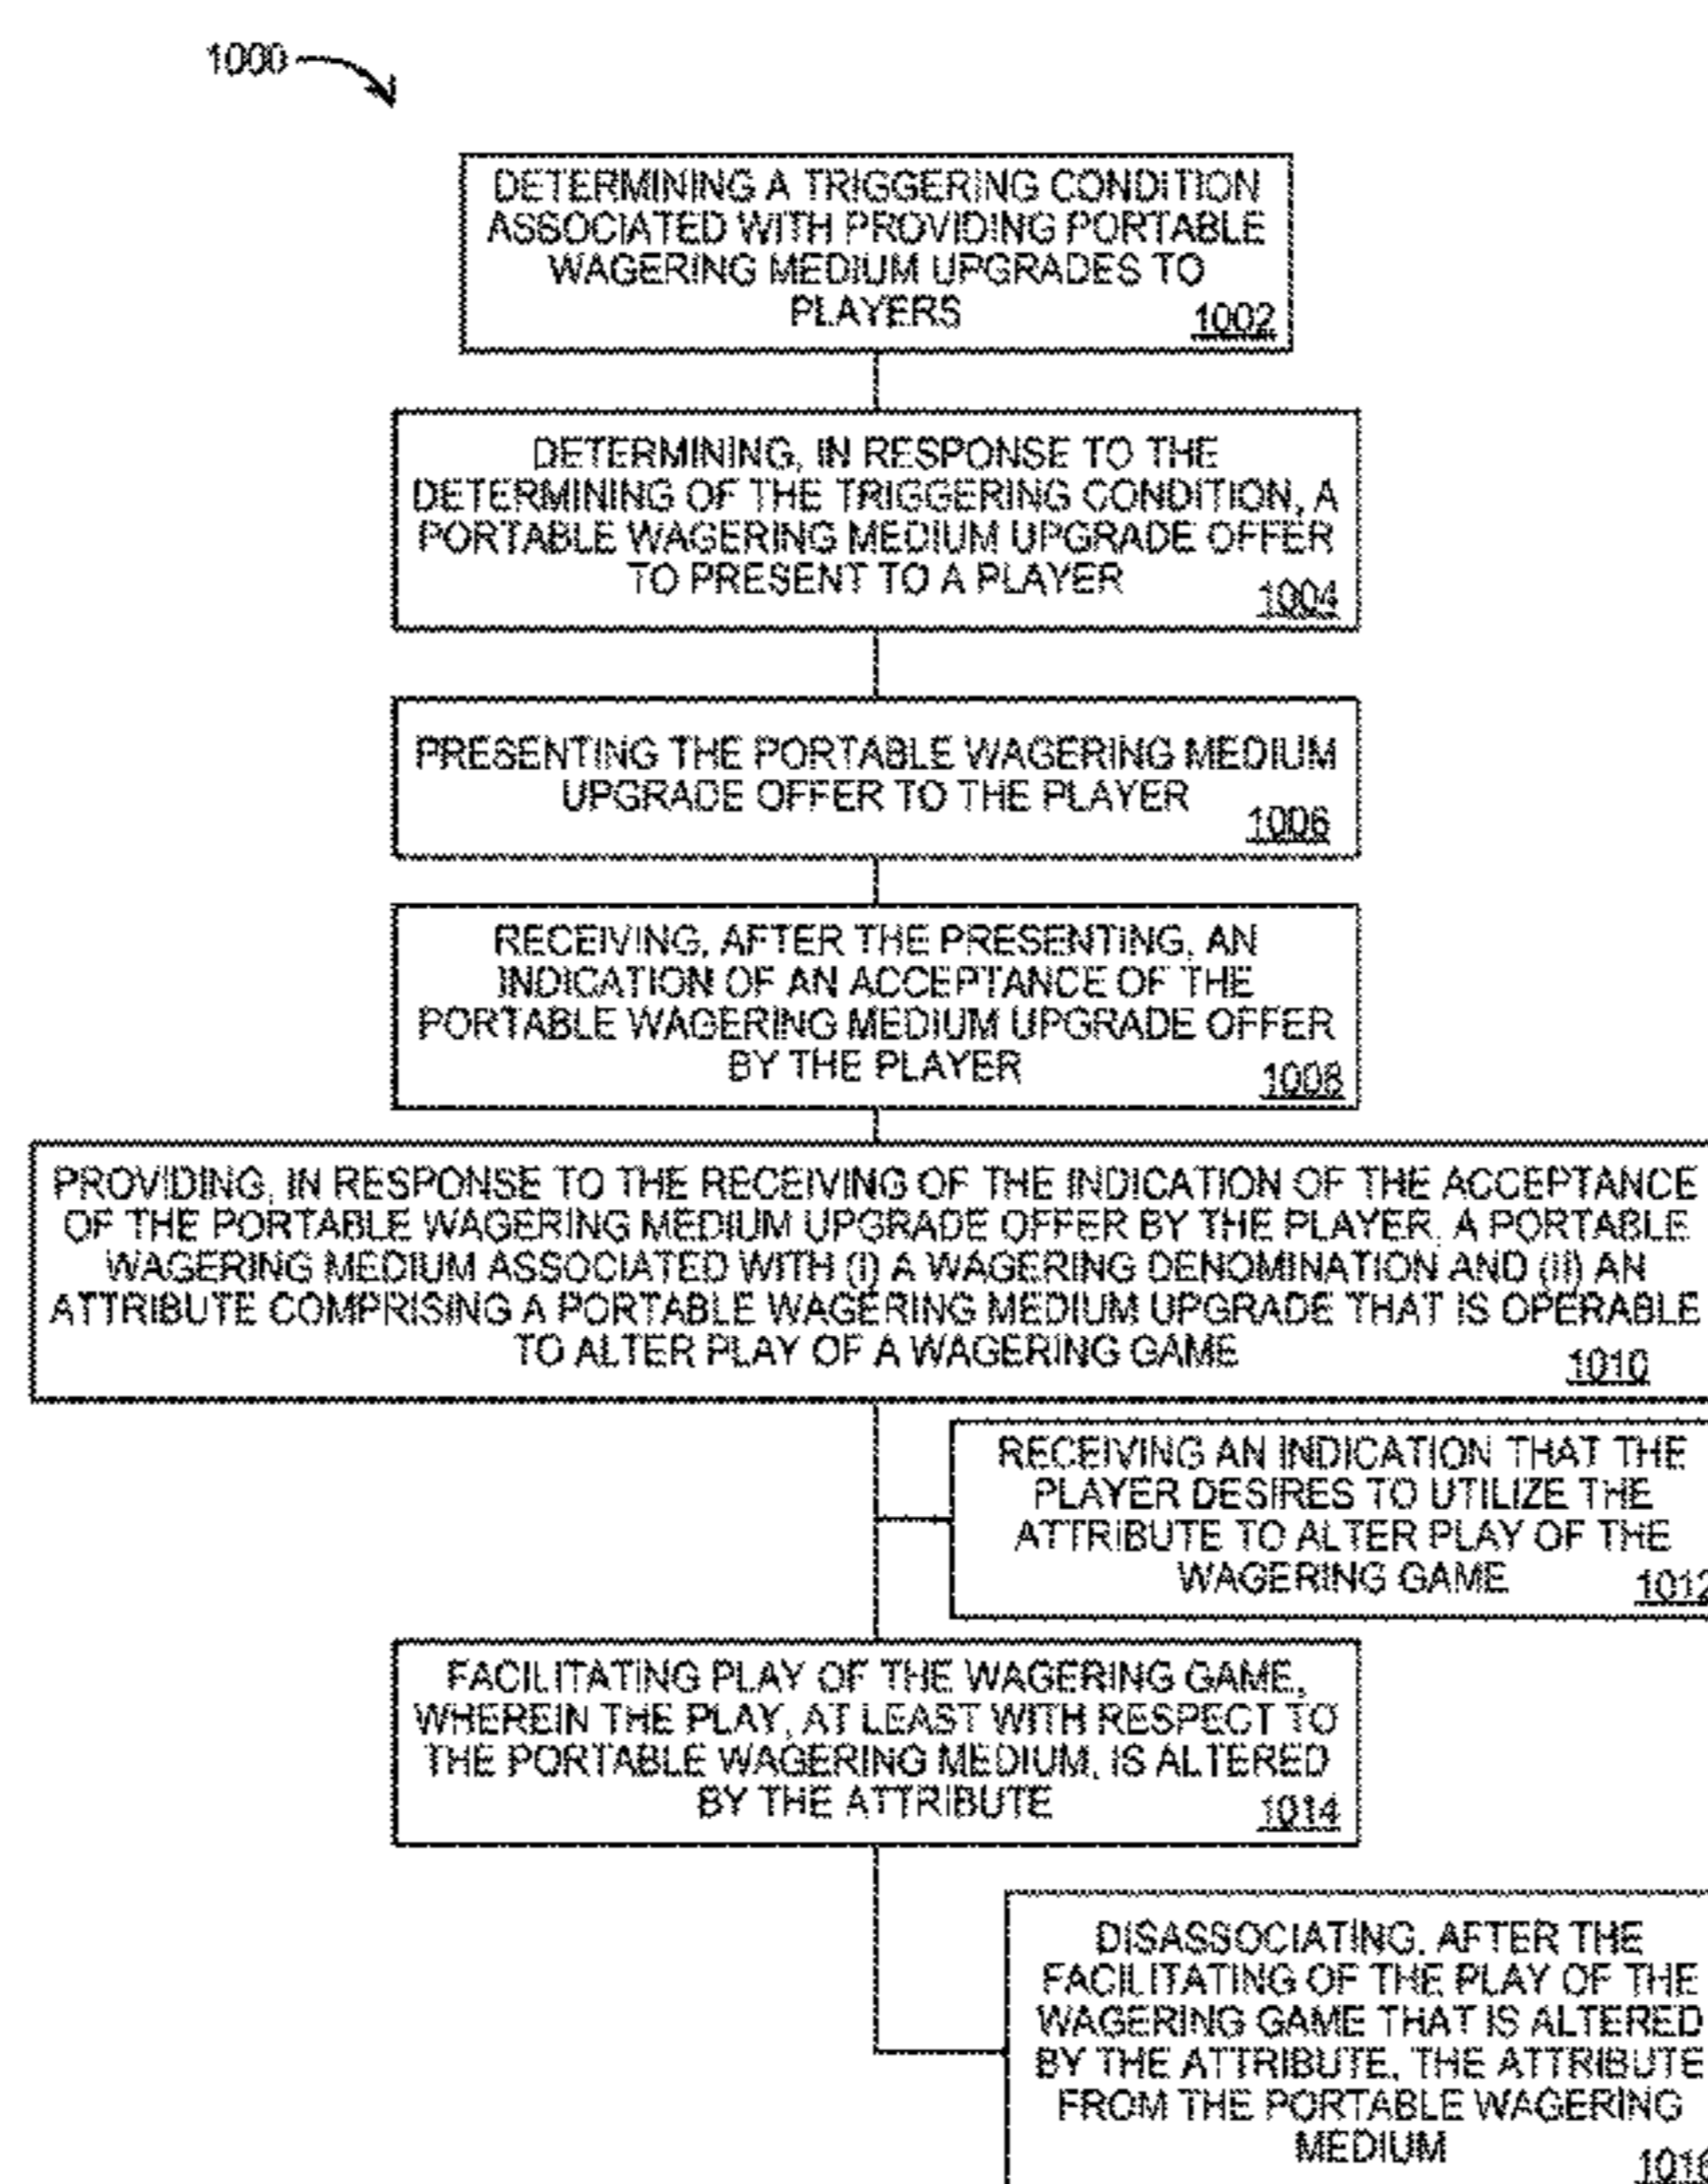 1000
DETERMINING A TRIGGERING CONDITION
ASSOCIATED WITH PROVIDING PORTABLE
WAGERING MEDIUM UPGRADES TO
PLAYERS
1002
DETERMINING, IN RESPONSE TO THE
DETERMINING OF THE TRIGGERING CONDITION, A
PORTABLE WAGERING MEDIUM UPGRADE OFFER
TO PRESENT TO A PLAYER
1004
PRESENTING THE PORTABLE WAGERING MEDIUM
UPGRADE OFFER TO THE PLAYER
1006
RECEIVING, AFTER THE PRESENTING, AN
INDICATION OF AN ACCEPTANCE OF THE
PORTABLE WAGERING MEDIUM UPGRADE OFFER
BY THE PLAYER
1008
PROVIDING, IN RESPONSE TO THE RECEIVING OF THE INDICATION OF THE ACCEPTANCE
OF THE PORTABLE WAGERING MEDIUM UPGRADE OFFER BY THE PLAYER, A PORTABLE
WAGERING MEDIUM ASSOCIATED WITH (i) A WAGERING DENOMINATION AND (ii) AN
ATTRIBUTE COMPRISING A PORTABLE WAGERING MEDIUM UPGRADE THAT IS OPERABLE
TO ALTER PLAY OF A WAGERING GAME
1010
RECEIVING AN INDICATION THAT THE
PLAYER DESIRES TO UTILIZE THE
ATTRIBUTE TO ALTER PLAY OF THE
WAGERING GAME
1012
FACILITATING PLAY OF THE WAGERING GAME,
WHEREIN THE PLAY, AT LEAST WITH RESPECT TO
THE PORTABLE WAGERING MEDIUM, IS ALTERED
BY THE ATTRIBUTE
1014
DISASSOCIATING, AFTER THE
FACILITATING OF THE PLAY OF THE
WAGERING GAME THAT IS ALTERED
BY THE ATTRIBUTE, THE ATTRIBUTE
FROM THE PORTABLE WAGERING
MEDIUM